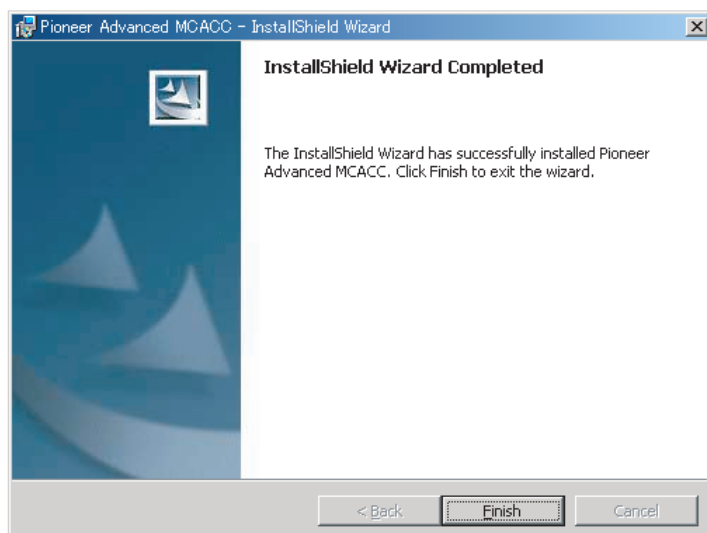 Pioneer Advanced MCACC - InstallShield Wizard
InstallShield Wizard Completed
The InstallShield Wizard has successfully installed Pioneer
Advanced MCACC. Click Finish to exit the wizard.
< Back
Finish
Cancel